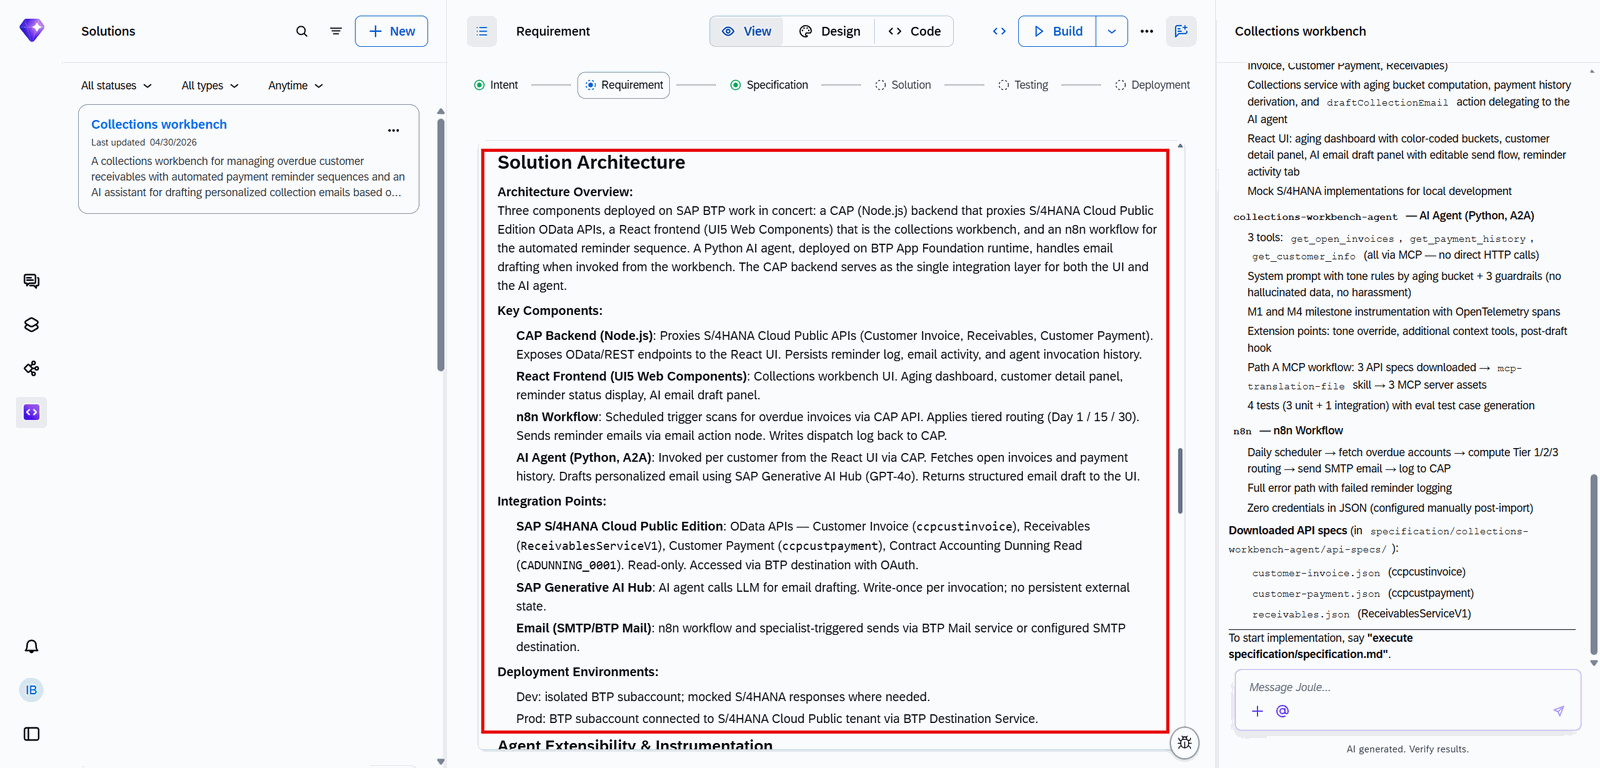 Solutions
New
All statuses
All types
Anytime
Collections workbench
Last updated 04/30/2026
A collections workbench for managing overdue customer
receivables with automated payment reminder sequences and an
AI assistant for drafting personalized collection emails based o...
IB
Requirement
View
Design
Code
Build
Intent
Requirement
Specification
Solution
Testing
Deployment
Solution Architecture
Architecture Overview:
Three components deployed on SAP BTP work in concert: a CAP (Node.js) backend that proxies S/4HANA Cloud Public
Edition OData APIs, a React frontend (UI5 Web Components) that is the collections workbench, and an n8n workflow for
the automated reminder sequence. A Python AI agent, deployed on BTP App Foundation runtime, handles email
drafting when invoked from the workbench. The CAP backend serves as the single integration layer for both the UI and
the AI agent.
Key Components:
CAP Backend (Node.js): Proxies S/4HANA Cloud Public APIs (Customer Invoice, Receivables, Customer Payment).
Exposes OData/REST endpoints to the React UI. Persists reminder log, email activity, and agent invocation history.
React Frontend (UI5 Web Components): Collections workbench UI. Aging dashboard, customer detail panel,
reminder status display, AI email draft panel.
n8n Workflow: Scheduled trigger scans for overdue invoices via CAP API. Applies tiered routing (Day 1 / 15 / 30).
Sends reminder emails via email action node. Writes dispatch log back to CAP.
AI Agent (Python, A2A): Invoked per customer from the React UI via CAP. Fetches open invoices and payment
history. Drafts personalized email using SAP Generative AI Hub (GPT-4o). Returns structured email draft to the UI.
Integration Points:
SAP S/4HANA Cloud Public Edition: OData APIs — Customer Invoice (ccpcustinvoice), Receivables
(ReceivablesServiceV1), Customer Payment (ccpcustpayment), Contract Accounting Dunning Read
(CADUNNING_0001). Read-only. Accessed via BTP destination with OAuth.
SAP Generative AI Hub: AI agent calls LLM for email drafting. Write-once per invocation; no persistent external
state.
Email (SMTP/BTP Mail): n8n workflow and specialist-triggered sends via BTP Mail service or configured SMTP
destination.
Deployment Environments:
Dev: isolated BTP subaccount; mocked S/4HANA responses where needed.
Prod: BTP subaccount connected to S/4HANA Cloud Public tenant via BTP Destination Service.
Agent Extensibility & Instrumentation
Collections workbench
Invoice, Customer Payment, Receivables)
Collections service with aging bucket computation, payment history
derivation, and draftCollectionEmail action delegating to the
AI agent
React UI: aging dashboard with color-coded buckets, customer
detail panel, AI email draft panel with editable send flow, reminder
activity tab
Mock S/4HANA implementations for local development
collections-workbench-agent — AI Agent (Python, A2A)
3 tools: get_open_invoices , get_payment_history ,
get_customer_info (all via MCP — no direct HTTP calls)
System prompt with tone rules by aging bucket + 3 guardrails (no
hallucinated data, no harassment)
M1 and M4 milestone instrumentation with OpenTelemetry spans
Extension points: tone override, additional context tools, post-draft
hook
Path A MCP workflow: 3 API specs downloaded → mcp-
translation-file skill → 3 MCP server assets
4 tests (3 unit + 1 integration) with eval test case generation
n8n — n8n Workflow
Daily scheduler → fetch overdue accounts → compute Tier 1/2/3
routing → send SMTP email → log to CAP
Full error path with failed reminder logging
Zero credentials in JSON (configured manually post-import)
Downloaded API specs (in specification/collections-
workbench-agent/api-specs/ ):
customer-invoice.json (ccpcustinvoice)
customer-payment.json (ccpcustpayment)
receivables.json (ReceivablesServiceV1)
To start implementation, say "execute
specification/specification.md".
Message Joule...
AI generated. Verify results.